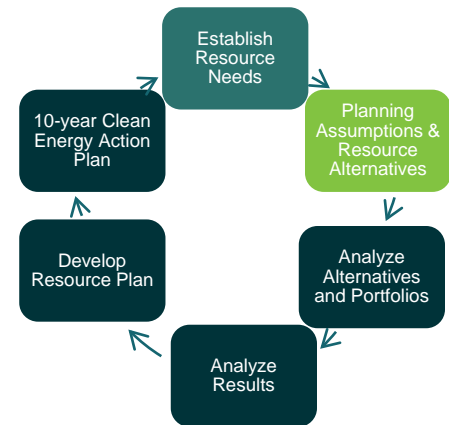 Establish
Resource
Needs
Planning
Assumptions &
Resource
Alternatives
Analyze
Alternatives
and Portfolios
Analyze
Results
Develop
Resource Plan
10-year Clean
Energy Action
Plan